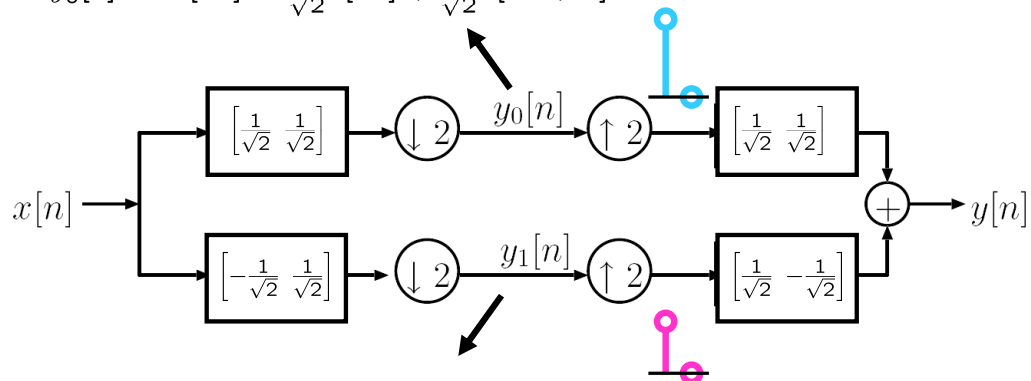 y₀[n]
[1/√2 1/√2]
↓ 2
y₀[n]
↑ 2
[1/√2 1/√2]
x[n]
+
y[n]
[-1/√2 1/√2]
↓ 2
y₁[n]
↑ 2
[1/√2 -1/√2]